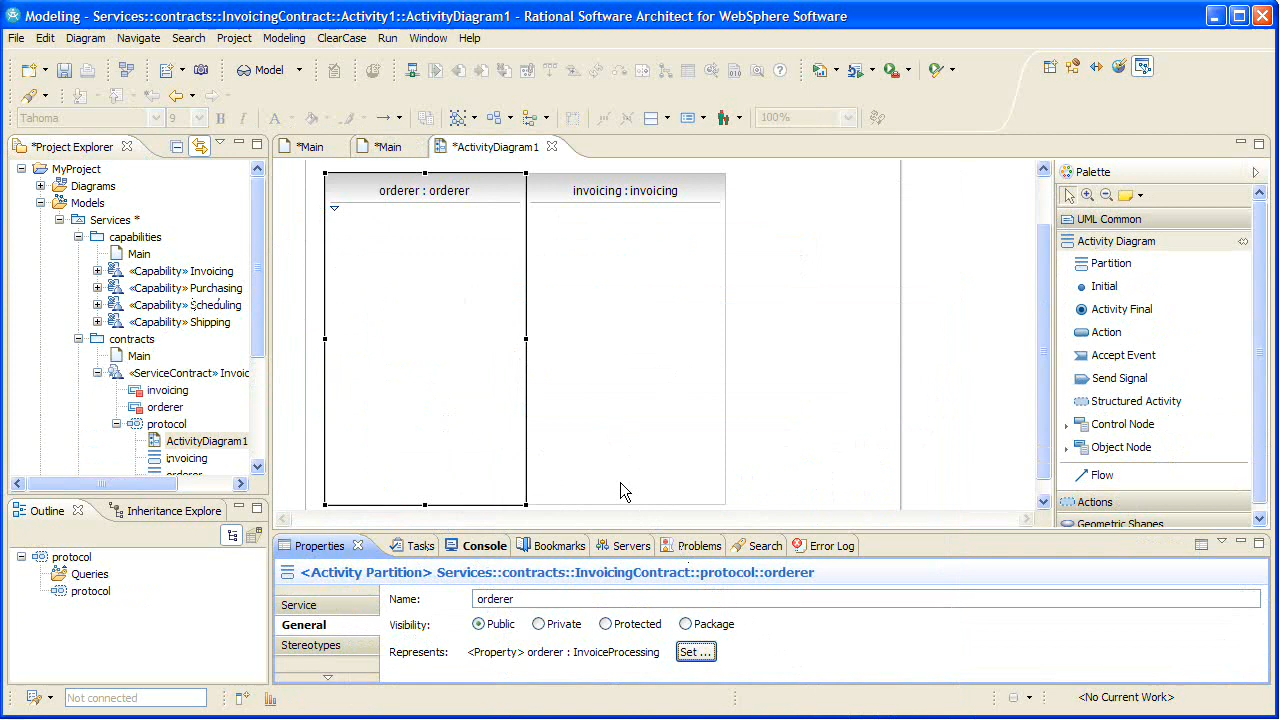 Modeling - Services::contracts::InvoicingContract::Activity1::ActivityDiagram1 - Rational Software Architect for WebSphere Software
File Edit Diagram Navigate Search Project Modeling ClearCase Run Window Help
Model
Tahoma 9 B I A 100%
*Project Explorer
MyProject
Diagrams
Models
Services *
capabilities
Main
«Capability» Invoicing
«Capability» Purchasing
«Capability» Scheduling
«Capability» Shipping
contracts
Main
«ServiceContract» Invoic
invoicing
orderer
protocol
ActivityDiagram1
invoicing
orderer
Outline Inheritance Explore
protocol
Queries
protocol
*Main *Main *ActivityDiagram1
orderer : orderer invoicing : invoicing
Palette
UML Common
Activity Diagram
Partition
Initial
Activity Final
Action
Accept Event
Send Signal
Structured Activity
Control Node
Object Node
Flow
Actions
Geometric Shapes
Properties Tasks Console Bookmarks Servers Problems Search Error Log
<Activity Partition> Services::contracts::InvoicingContract::protocol::orderer
Service
General
Stereotypes
Name: orderer
Visibility: Public Private Protected Package
Represents: <Property> orderer : InvoiceProcessing Set ...
Not connected <No Current Work>